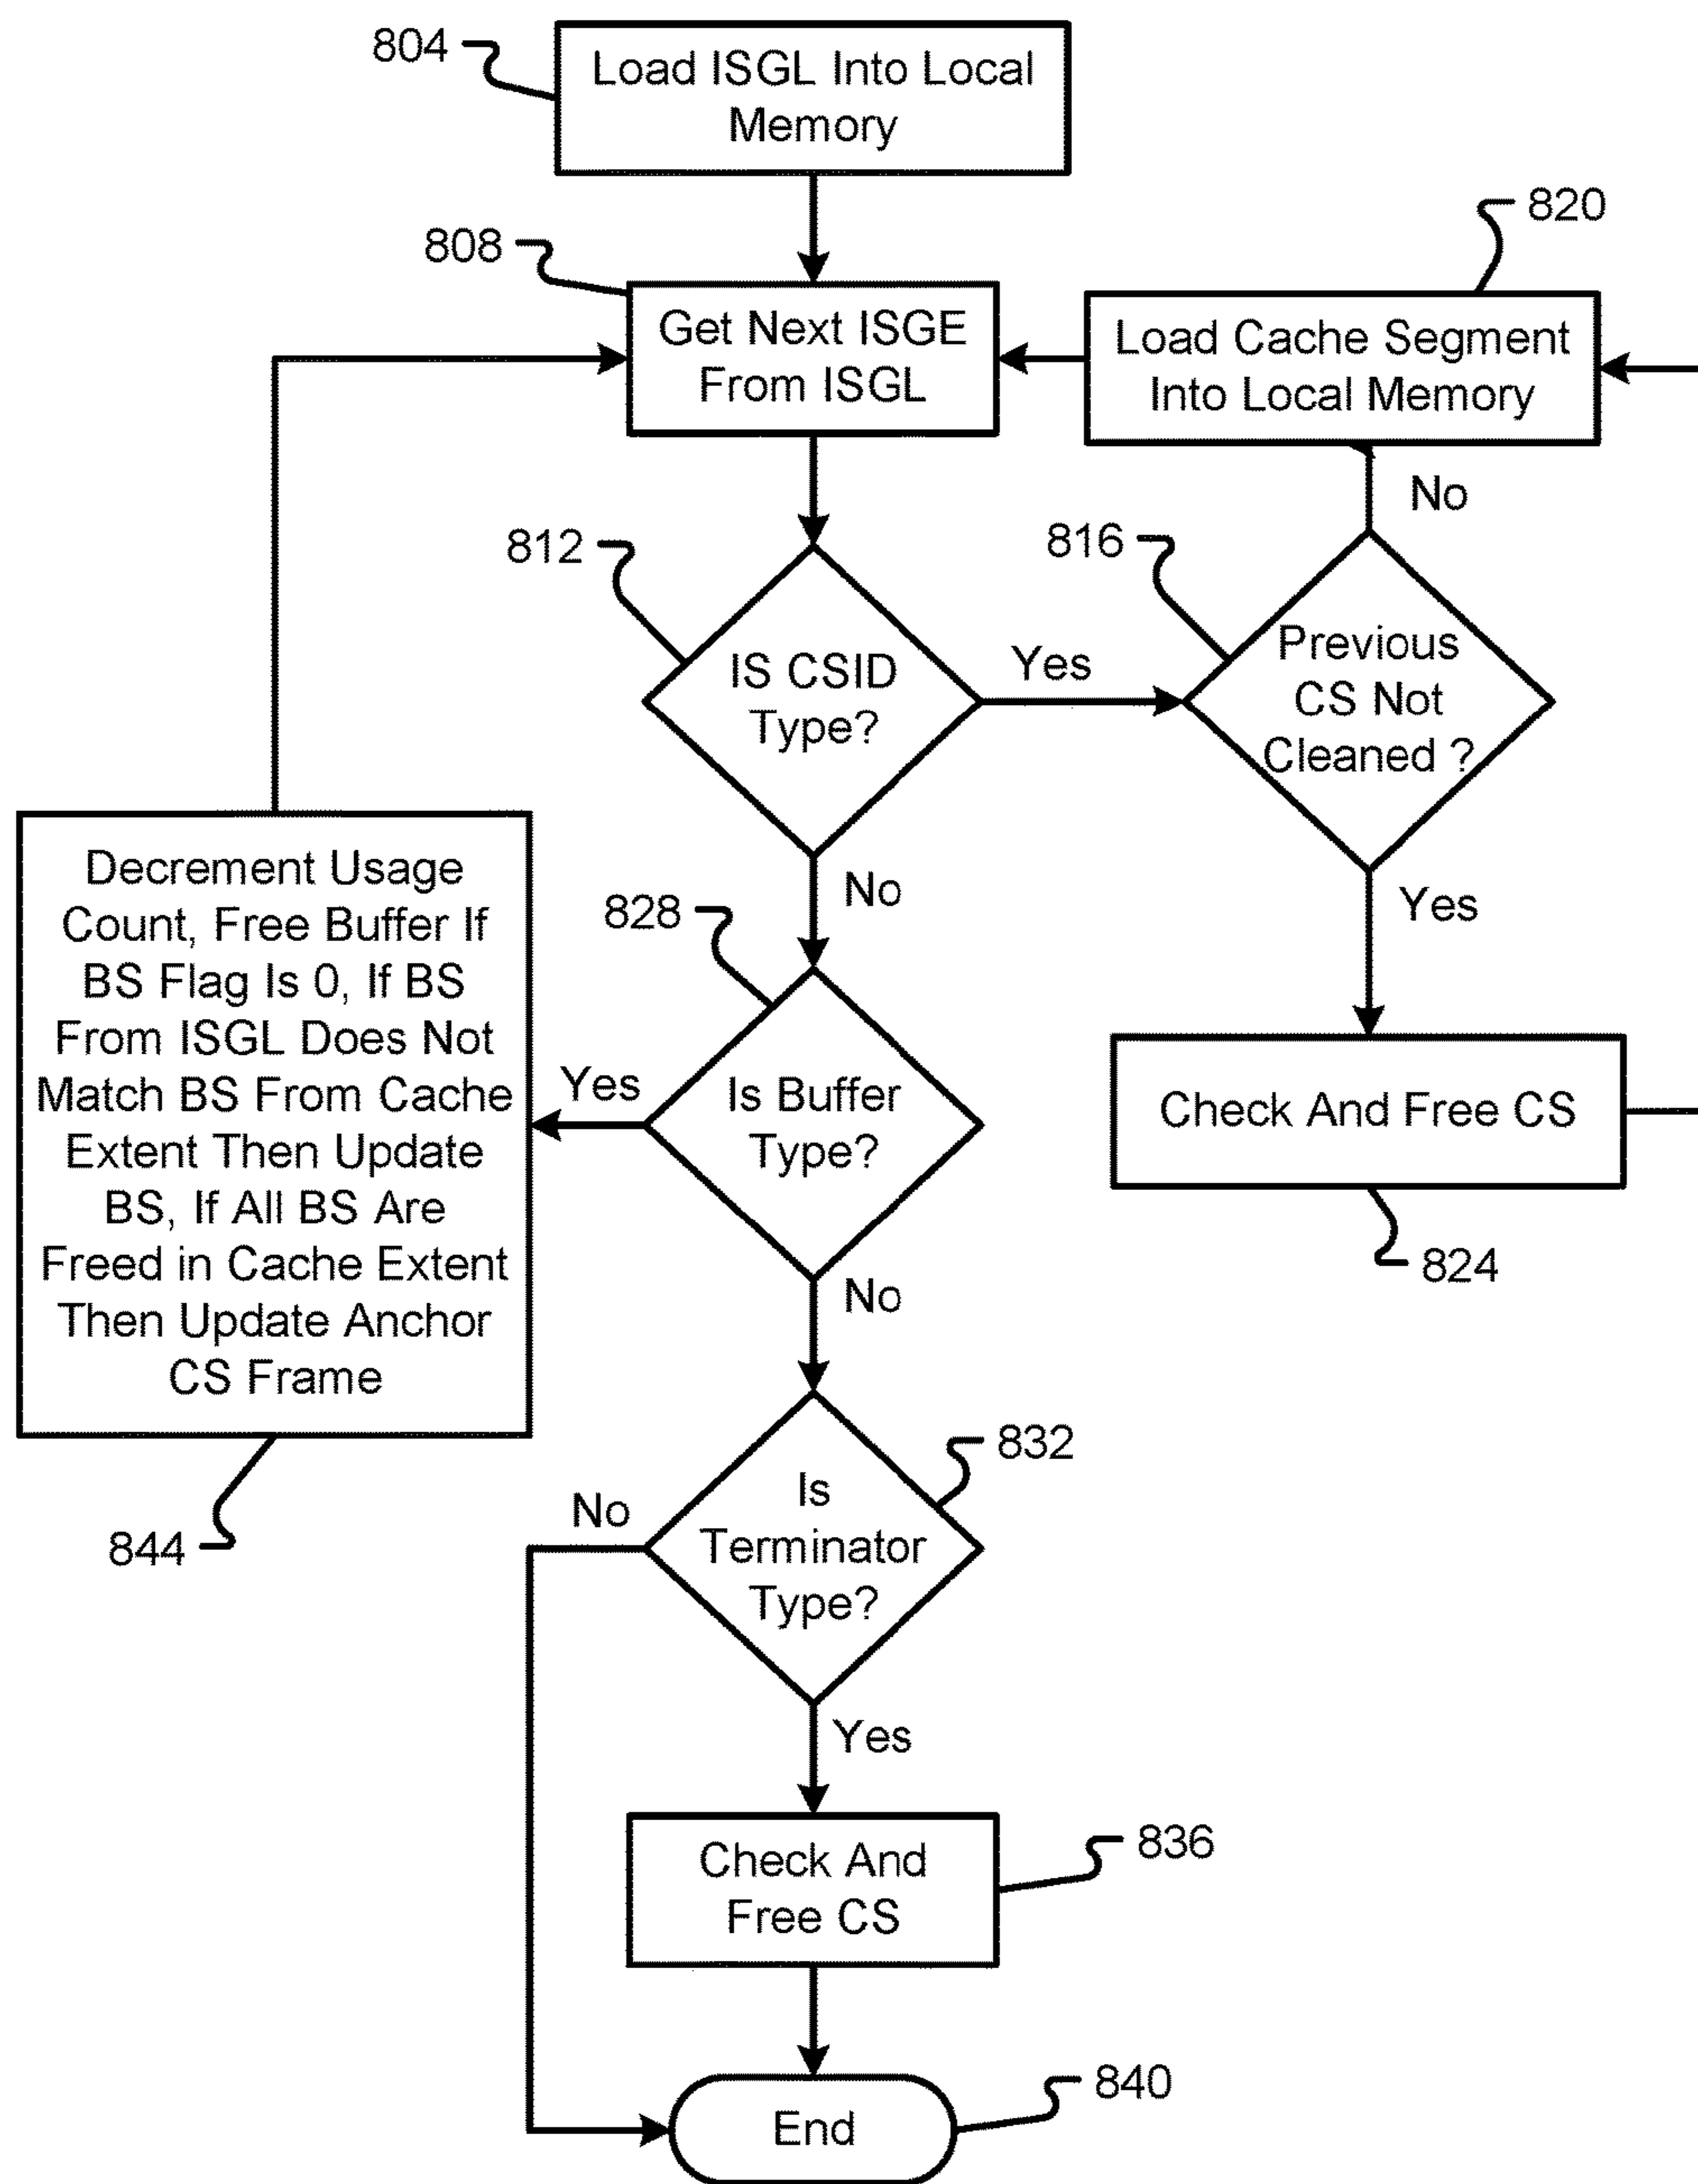 804
Load ISGL Into Local
Memory
808
Get Next ISGE
From ISGL
820
Load Cache Segment
Into Local Memory
No
812
IS CSID
Type?
Yes
816
Previous
CS Not
Cleaned ?
No
Yes
828
Is Buffer
Type?
Yes
Decrement Usage
Count, Free Buffer If
BS Flag Is 0, If BS
From ISGL Does Not
Match BS From Cache
Extent Then Update
BS, If All BS Are
Freed in Cache Extent
Then Update Anchor
CS Frame
844
Check And Free CS
824
No
832
Is
Terminator
Type?
No
Yes
Check And
Free CS
836
End
840